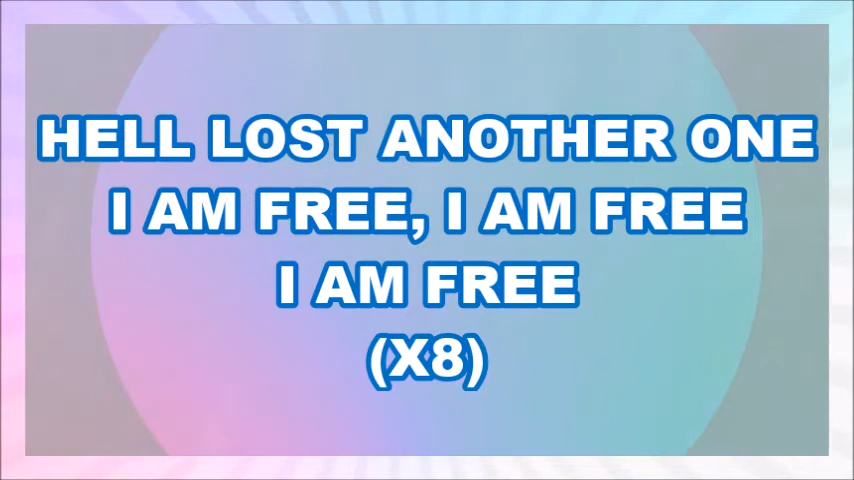 HELL LOST ANOTHER ONE
I AM FREE, I AM FREE
I AM FREE
(X8)